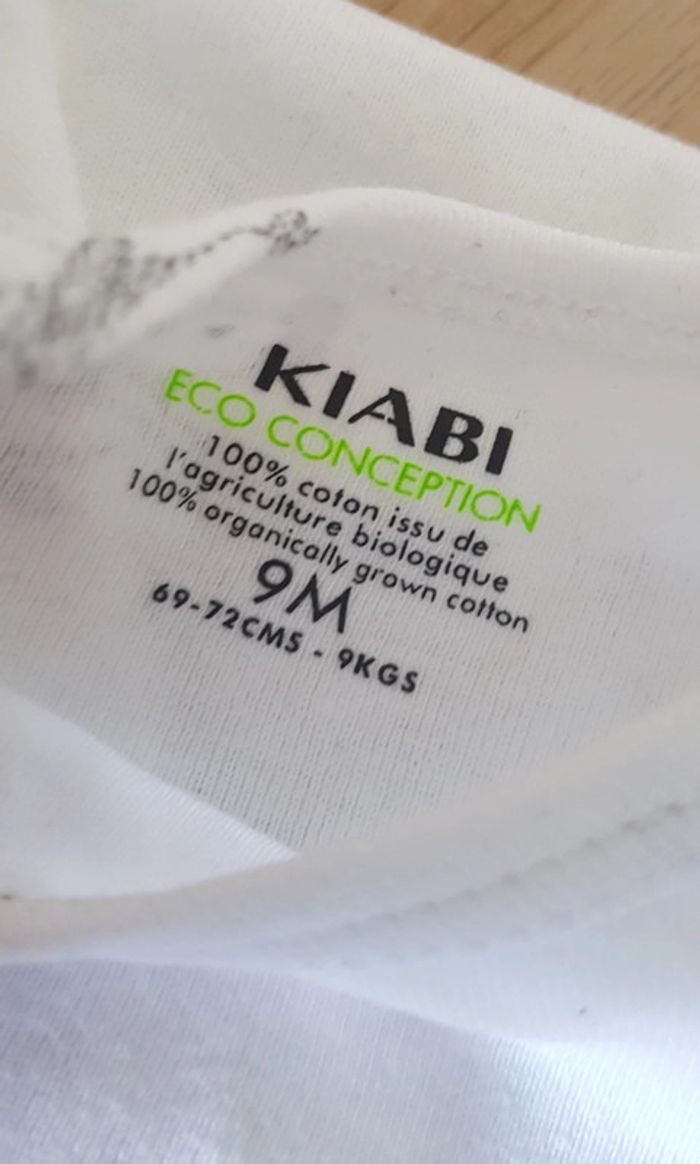 KIABI
ECO CONCEPTION
100% coton issu de
l'agriculture biologique
100% organically grown cotton
9M
69-72CMS - 9KGS